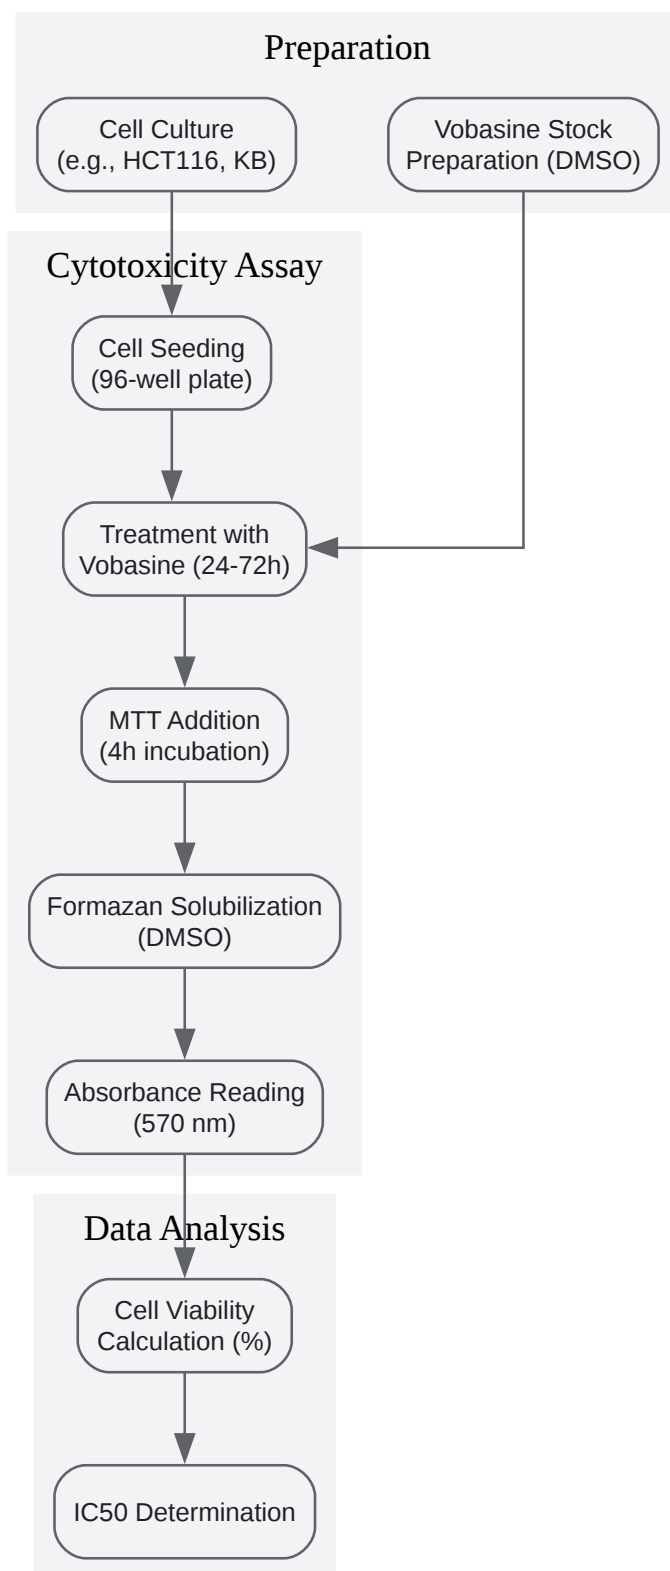 Preparation
Cell Culture
(e.g., HCT116, KB)
Vobasine Stock
Preparation (DMSO)
Cytotoxicity Assay
Cell Seeding
(96-well plate)
Treatment with
Vobasine (24-72h)
MTT Addition
(4h incubation)
Formazan Solubilization
(DMSO)
Absorbance Reading
(570 nm)
Data Analysis
Cell Viability
Calculation (%)
IC50 Determination